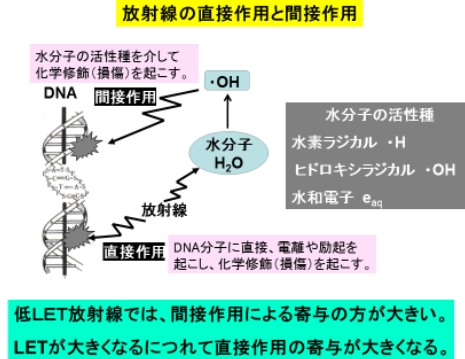 放射線の直接作用と間接作用
水分子の活性種を介して
化学修飾（損傷）を起こす。
DNA
間接作用
・OH
水分子
H₂O
水分子の活性種
水素ラジカル ・H
ヒドロキシラジカル ・OH
水和電子 eaq
放射線
直接作用
DNA分子に直接、電離や励起を
起こし、化学修飾（損傷）を起こす。
低LET放射線では、間接作用による寄与の方が大きい。
LETが大きくなるにつれて直接作用の寄与が大きくなる。